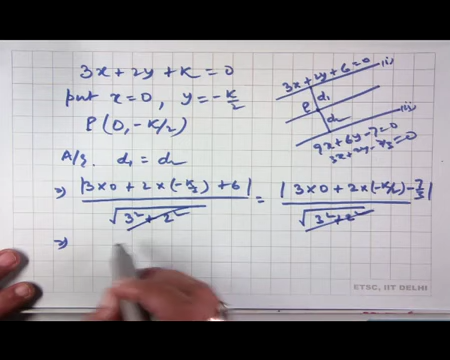 3x+2y+K=0
put x=0, y=-K/2
P(0, -K/2)
A/q. d₁ = d₂
⇒ |3×0 + 2×(-K/2) + 6| / √(3²+2²) = |3×0 + 2×(-K/2) - 7/3| / √(3²+2²)
⇒
3x+2y+6=0 (i)
P d₁
d₂
(ii)
9x+6y-7=0
3x+2y-7/3=0
ETSC, IIT DELHI